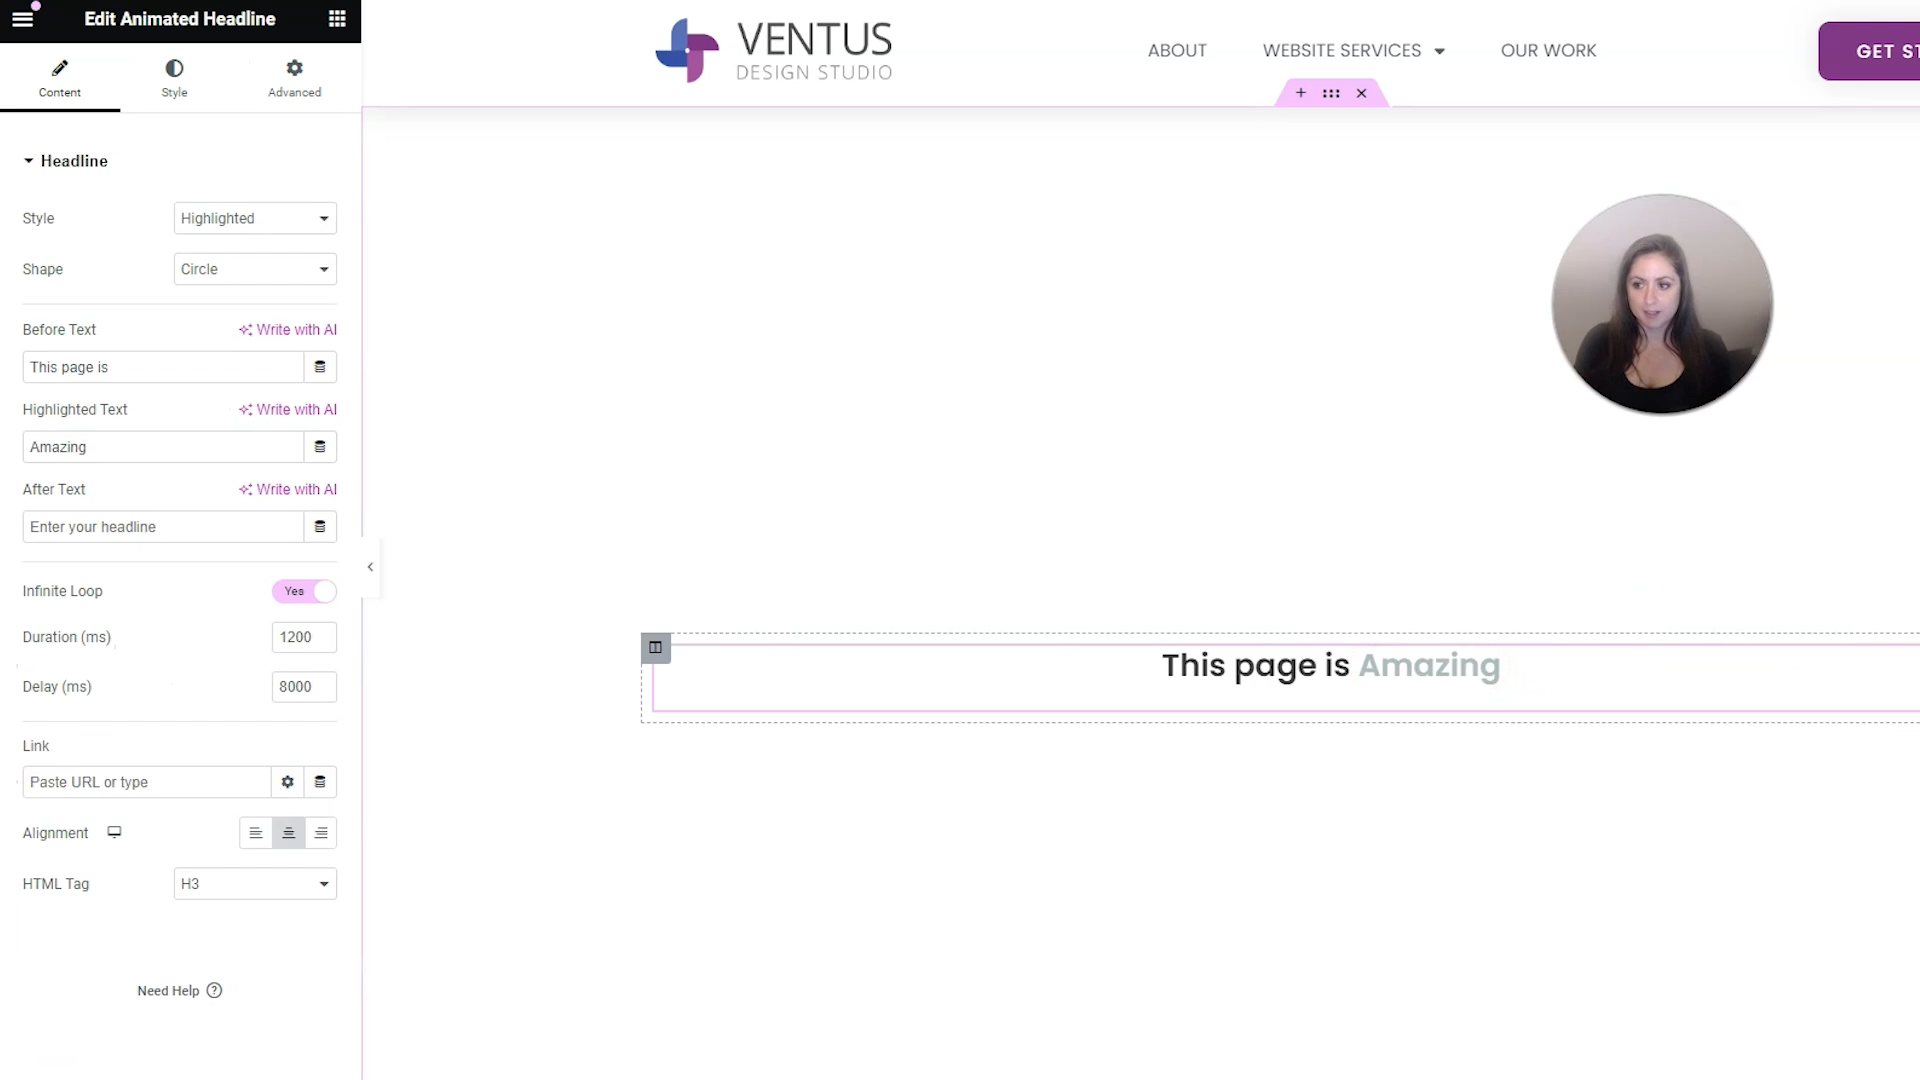 Edit Animated Headline
Content
Style
Advanced
Headline
Style
Highlighted
Shape
Circle
Before Text
Write with AI
This page is
Highlighted Text
Write with AI
Amazing
After Text
Write with AI
Enter your headline
Infinite Loop
Yes
Duration (ms)
1200
Delay (ms)
8000
Link
Paste URL or type
Alignment
HTML Tag
H3
Need Help
VENTUS
DESIGN STUDIO
ABOUT
WEBSITE SERVICES
OUR WORK
GET ST
This page is Amazing